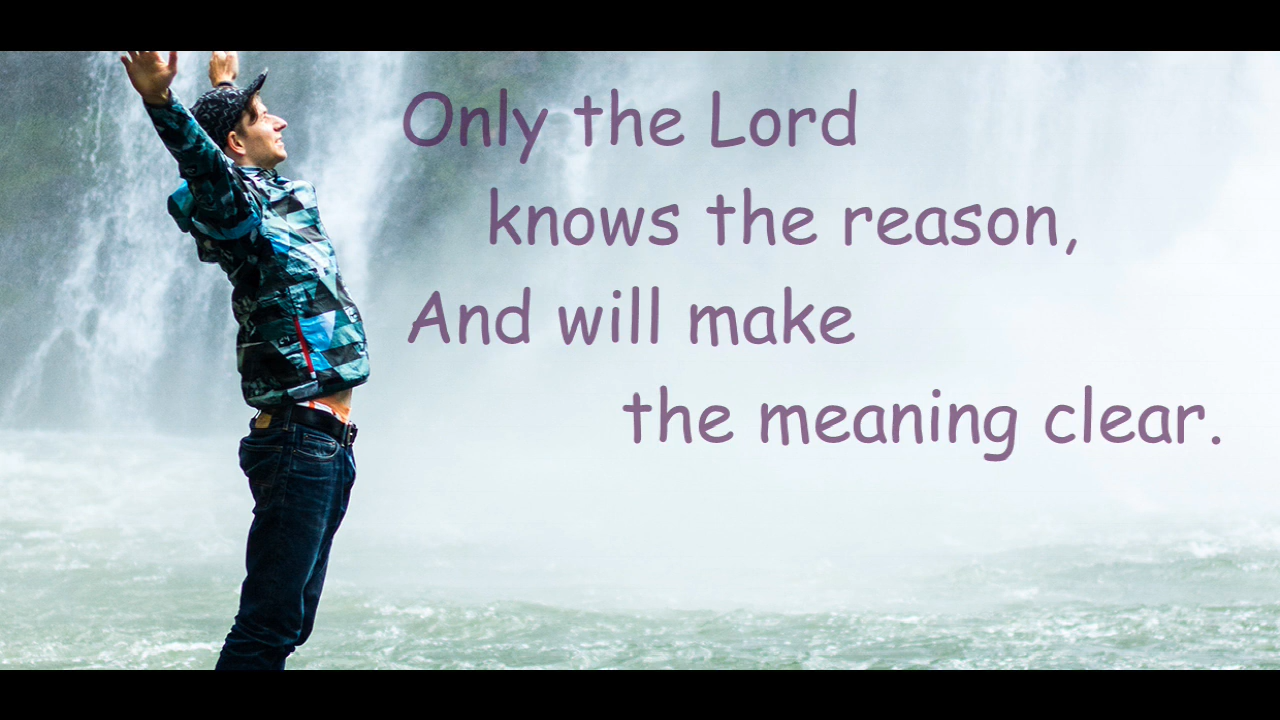 Only the Lord
knows the reason,
And will make
the meaning clear.